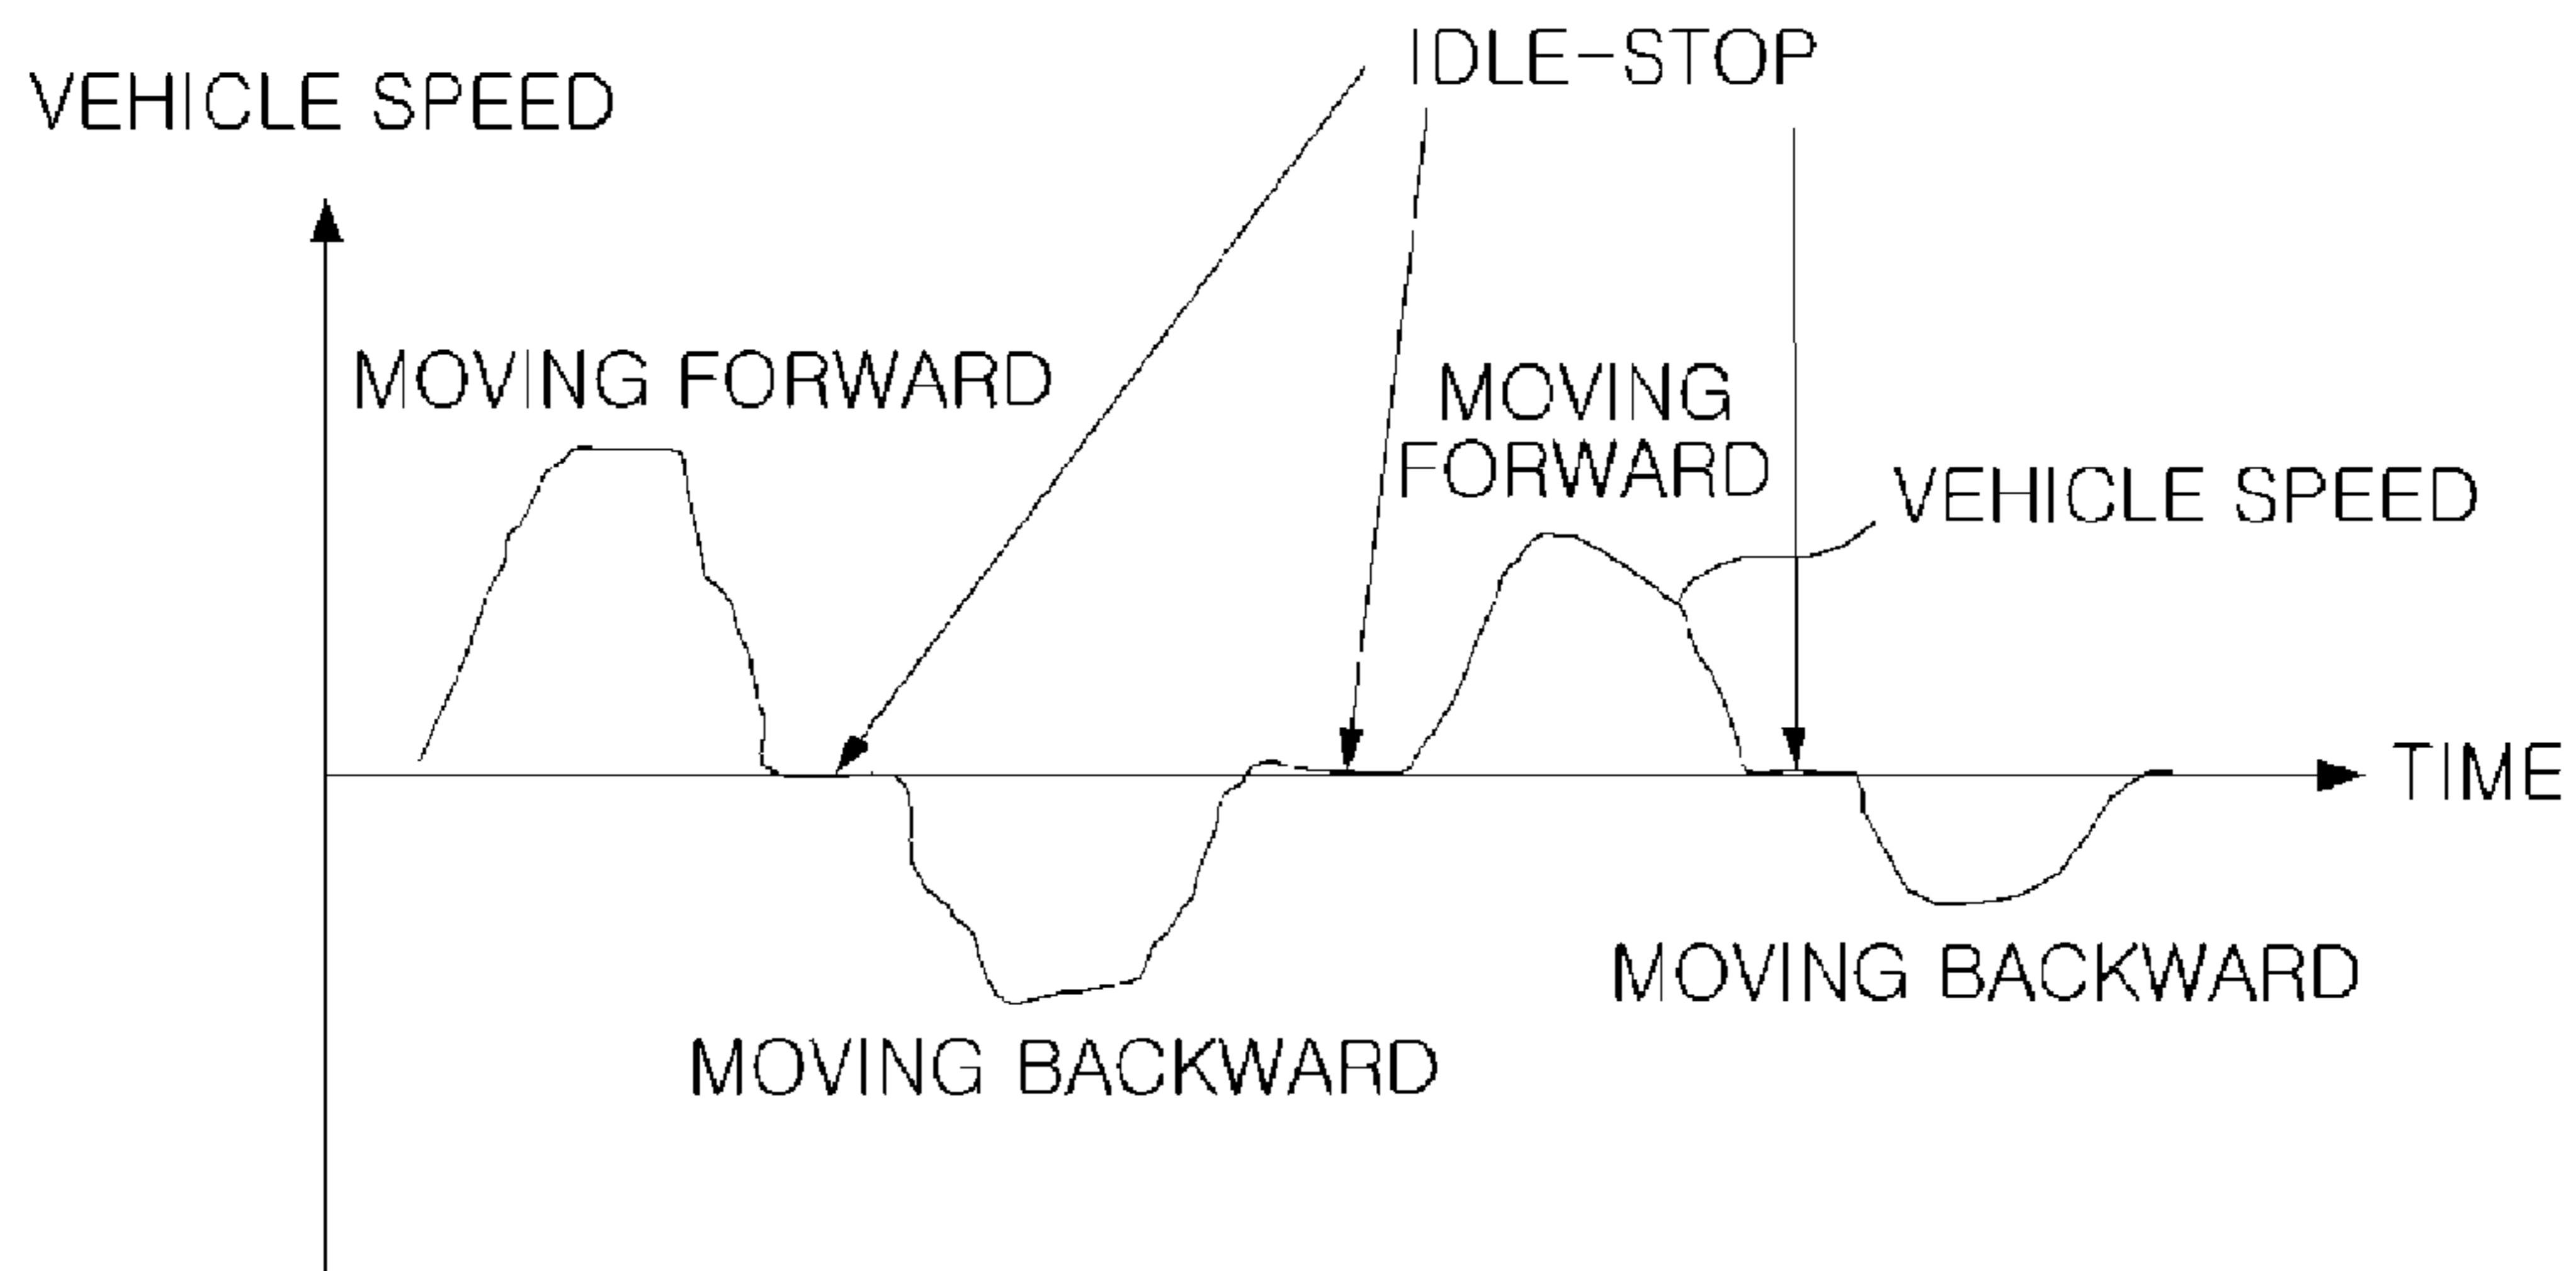 IDLE-STOP
VEHICLE SPEED
MOVING FORWARD
MOVING
FORWARD
VEHICLE SPEED
TIME
MOVING BACKWARD
MOVING BACKWARD